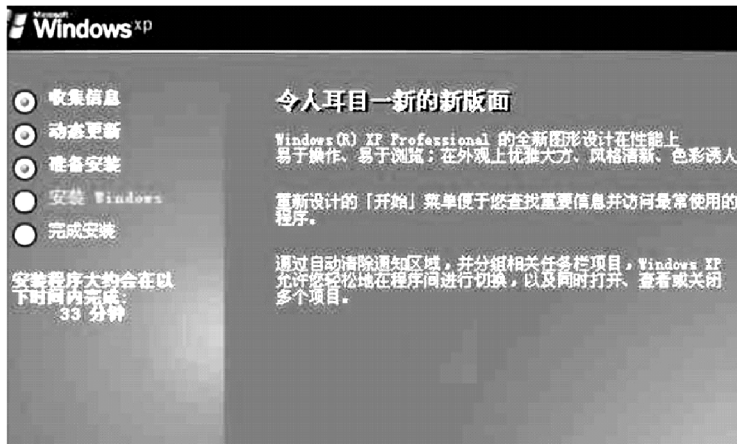 Microsoft
Windows xp
收集信息
动态更新
准备安装
安装 Windows
完成安装
安装程序大约会在以
下时间内完成:
33 分钟
令人耳目一新的新版面
Windows(R) XP Professional 的全新图形设计在性能上
易于操作、易于浏览；在外观上优雅大方、风格清新、色彩诱人
重新设计的「开始」菜单便于您查找重要信息并访问最常使用的
程序。
通过自动清除通知区域，并分组相关任务栏项目，Windows XP
允许您轻松地在程序间进行切换，以及同时打开、查看或关闭
多个项目。